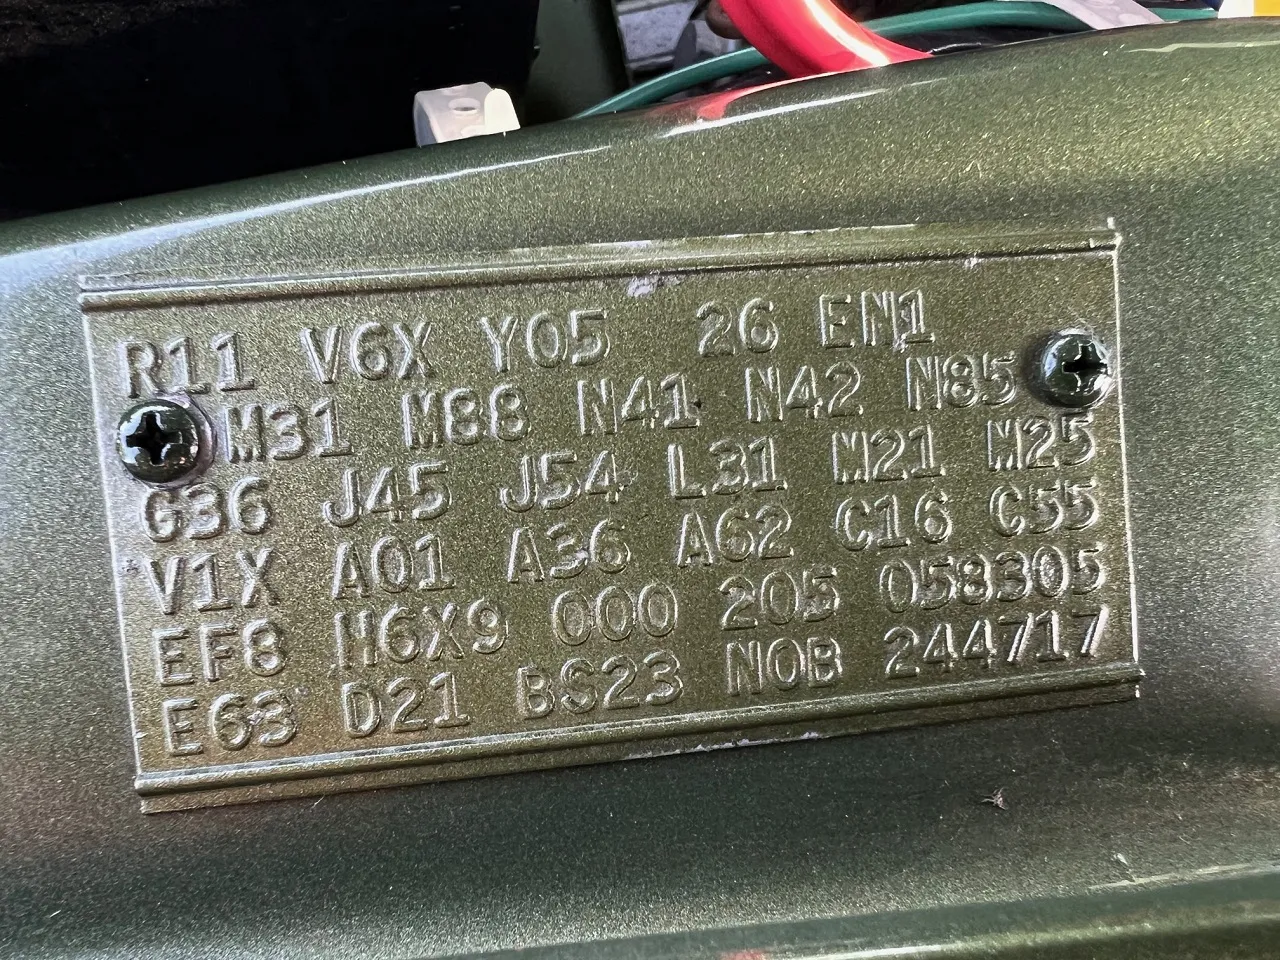 R11 V6X Y05 26 EN1
M31 M88 N41 N42 N85
G36 J45 J54 L31 M21 M25
V1X A01 A36 A62 C16 C55
EF8 M6X9 000 205 058305
E63 D21 BS23 NOB 244717